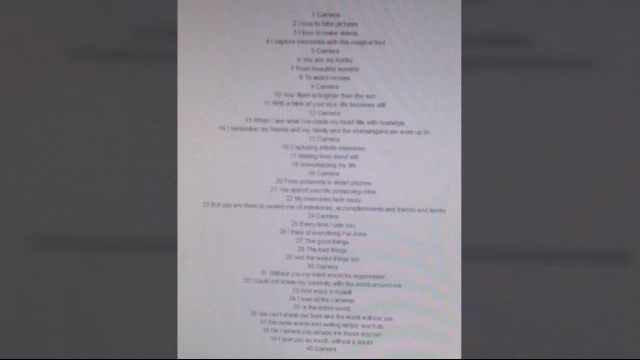 1 Camera
2 I love to take pictures
3 I love to make videos
4 I capture memories with this magical tool
5 Camera
6 You are my hobby
7 From beautiful sunsets
8 To weird movies
9 Camera
10 Your flash is brighter than the sun
11 With a blink of your eye, life becomes still
12 Camera
13 When I see what I've made my heart fills with nostalgia
14 I remember my friends and my family and the shenanigans we were up to
15 Camera
16 Capturing infinite memories
17 Making time stand still
18 Immortalizing my life
19 Camera
20 From polaroids to smart phones
21 You spend your life preserving mine
22 My memories fade away
23 But you are there to remind me of milestones, accomplishments and friends and family
24 Camera
25 Every time I use you
26 I think of everything I've done
27 The good things
28 The bad things
29 And the weird things too
30 Camera
31 Without you my mind would be suppressed
32 I could not share my creativity with the world around me
33 And enjoy it myself
34 I love all the cameras
35 In the entire world
36 We can't share our lives and the world without you
37 Because words and writing simply won't do
38 Oh camera you amaze me inside and out
39 I love you so much, without a doubt
40 Camera